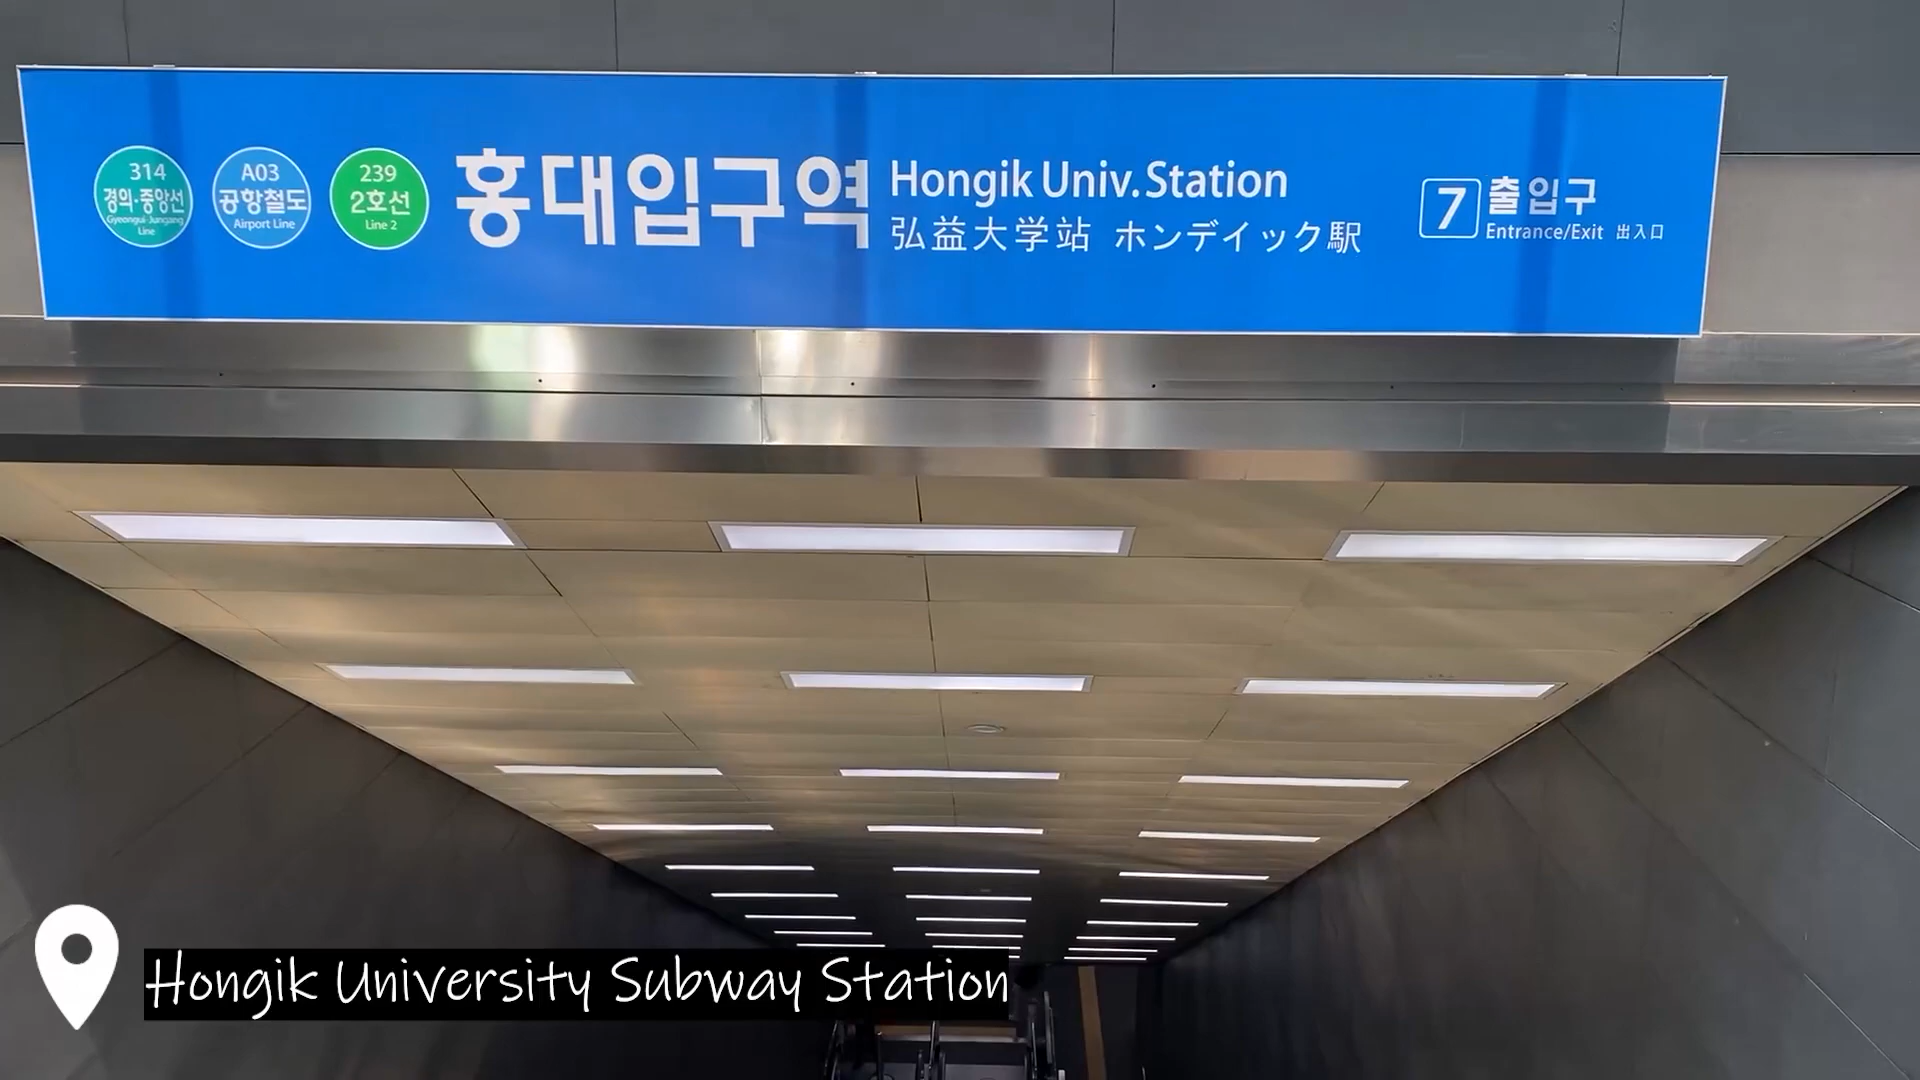 314
경의·중앙선
Gyeongui·Jungang
Line
A03
공항철도
Airport Line
239
2호선
Line 2
홍대입구역
Hongik Univ. Station
弘益大学站 ホンデイック駅
7 출입구
Entrance/Exit 出入口
Hongik University Subway Station